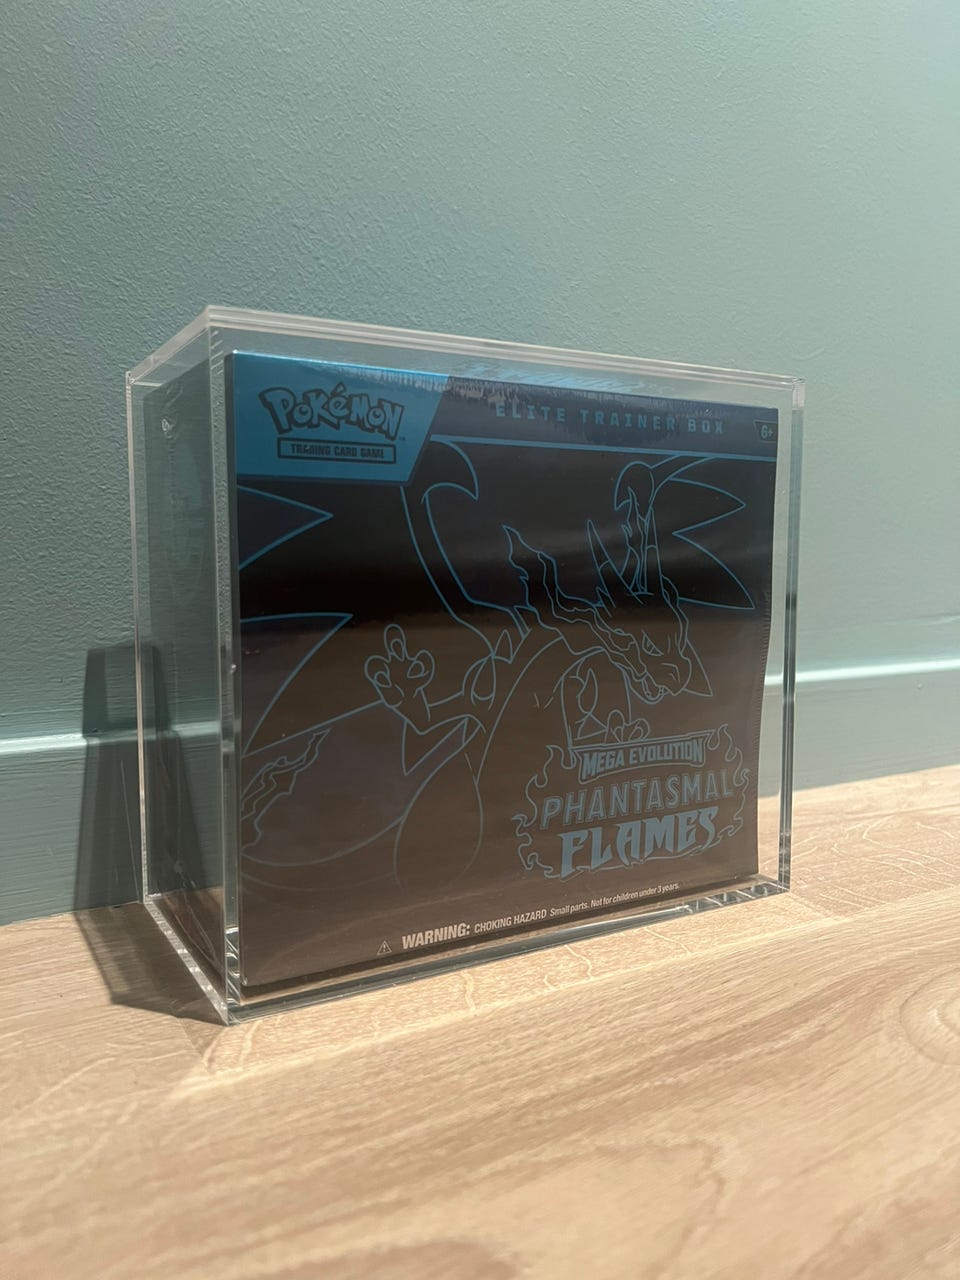 POKéMON
TRADING CARD GAME
ELITE TRAINER BOX
6+
MEGA EVOLUTION
PHANTASMAL
FLAMES
WARNING: CHOKING HAZARD Small parts. Not for children under 3 years.